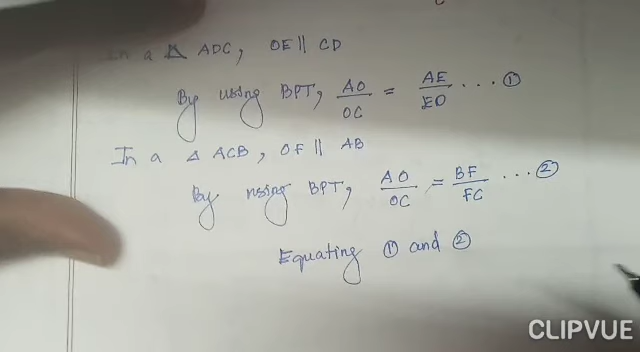 In a △ ADC, OE || CD
By using BPT, AO/OC = AE/ED ... ①
In a △ ACB, OF || AB
By using BPT, AO/OC = BF/FC ... ②
Equating ① and ②
CLIPVUE